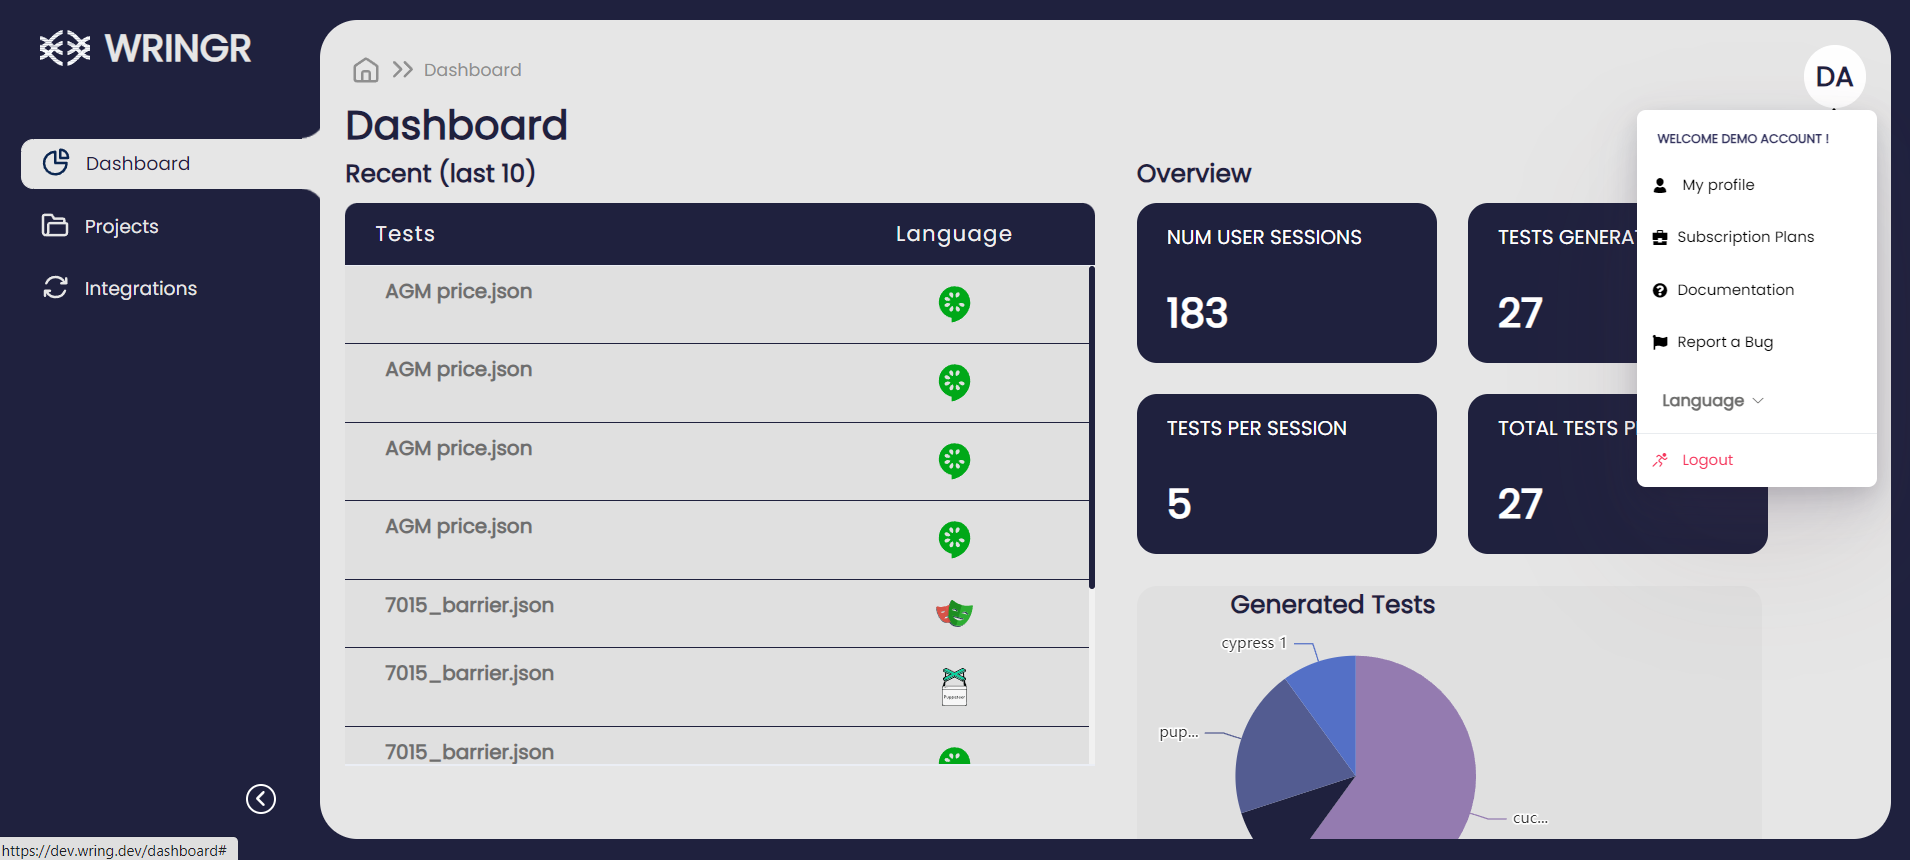 WRINGR
Dashboard
Projects
Integrations
Dashboard
DA
Dashboard
Recent (last 10)
Tests
Language
AGM price.json
AGM price.json
AGM price.json
AGM price.json
7015_barrier.json
7015_barrier.json
Puppeteer
7015_barrier.json
Overview
NUM USER SESSIONS
183
TESTS GENERAT
27
TESTS PER SESSION
5
TOTAL TESTS P
27
WELCOME DEMO ACCOUNT !
My profile
Subscription Plans
Documentation
Report a Bug
Language
Logout
Generated Tests
cypress 1
pup...
cuc...
https://dev.wring.dev/dashboard#